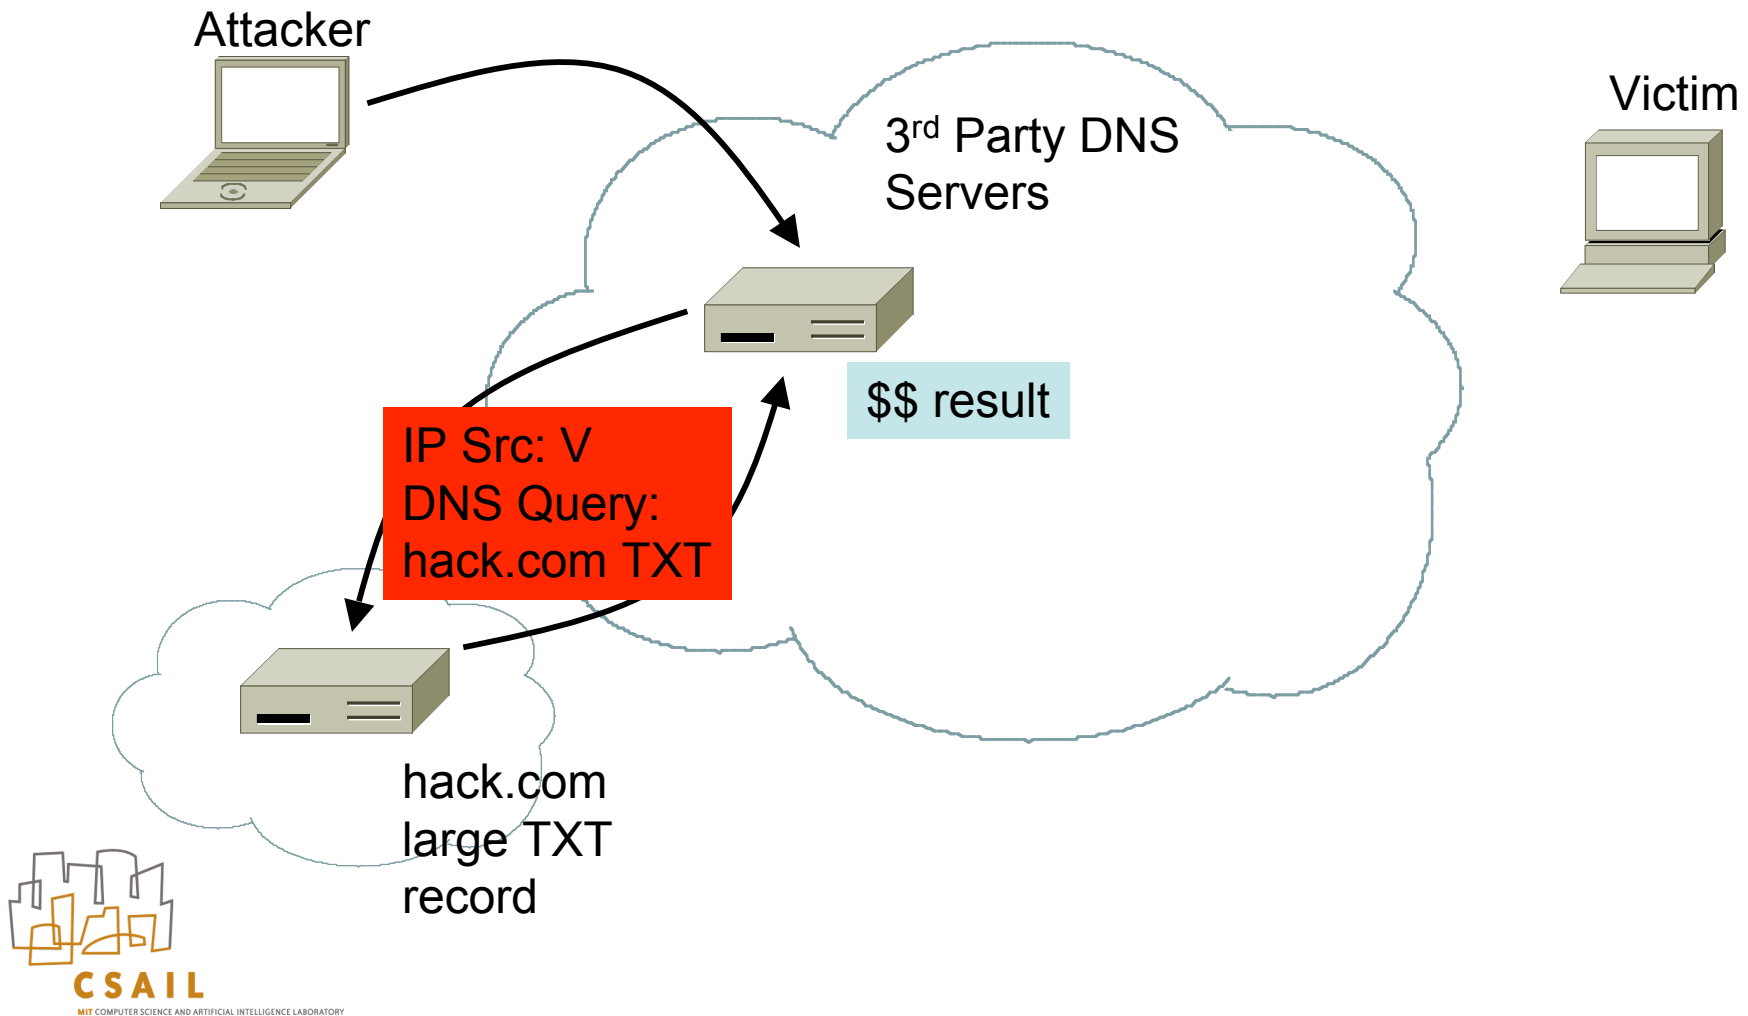 Attacker
Victim
3rd Party DNS
Servers
$$ result
IP Src: V
DNS Query:
hack.com TXT
hack.com
large TXT
record
CSAIL
MIT COMPUTER SCIENCE AND ARTIFICIAL INTELLIGENCE LABORATORY